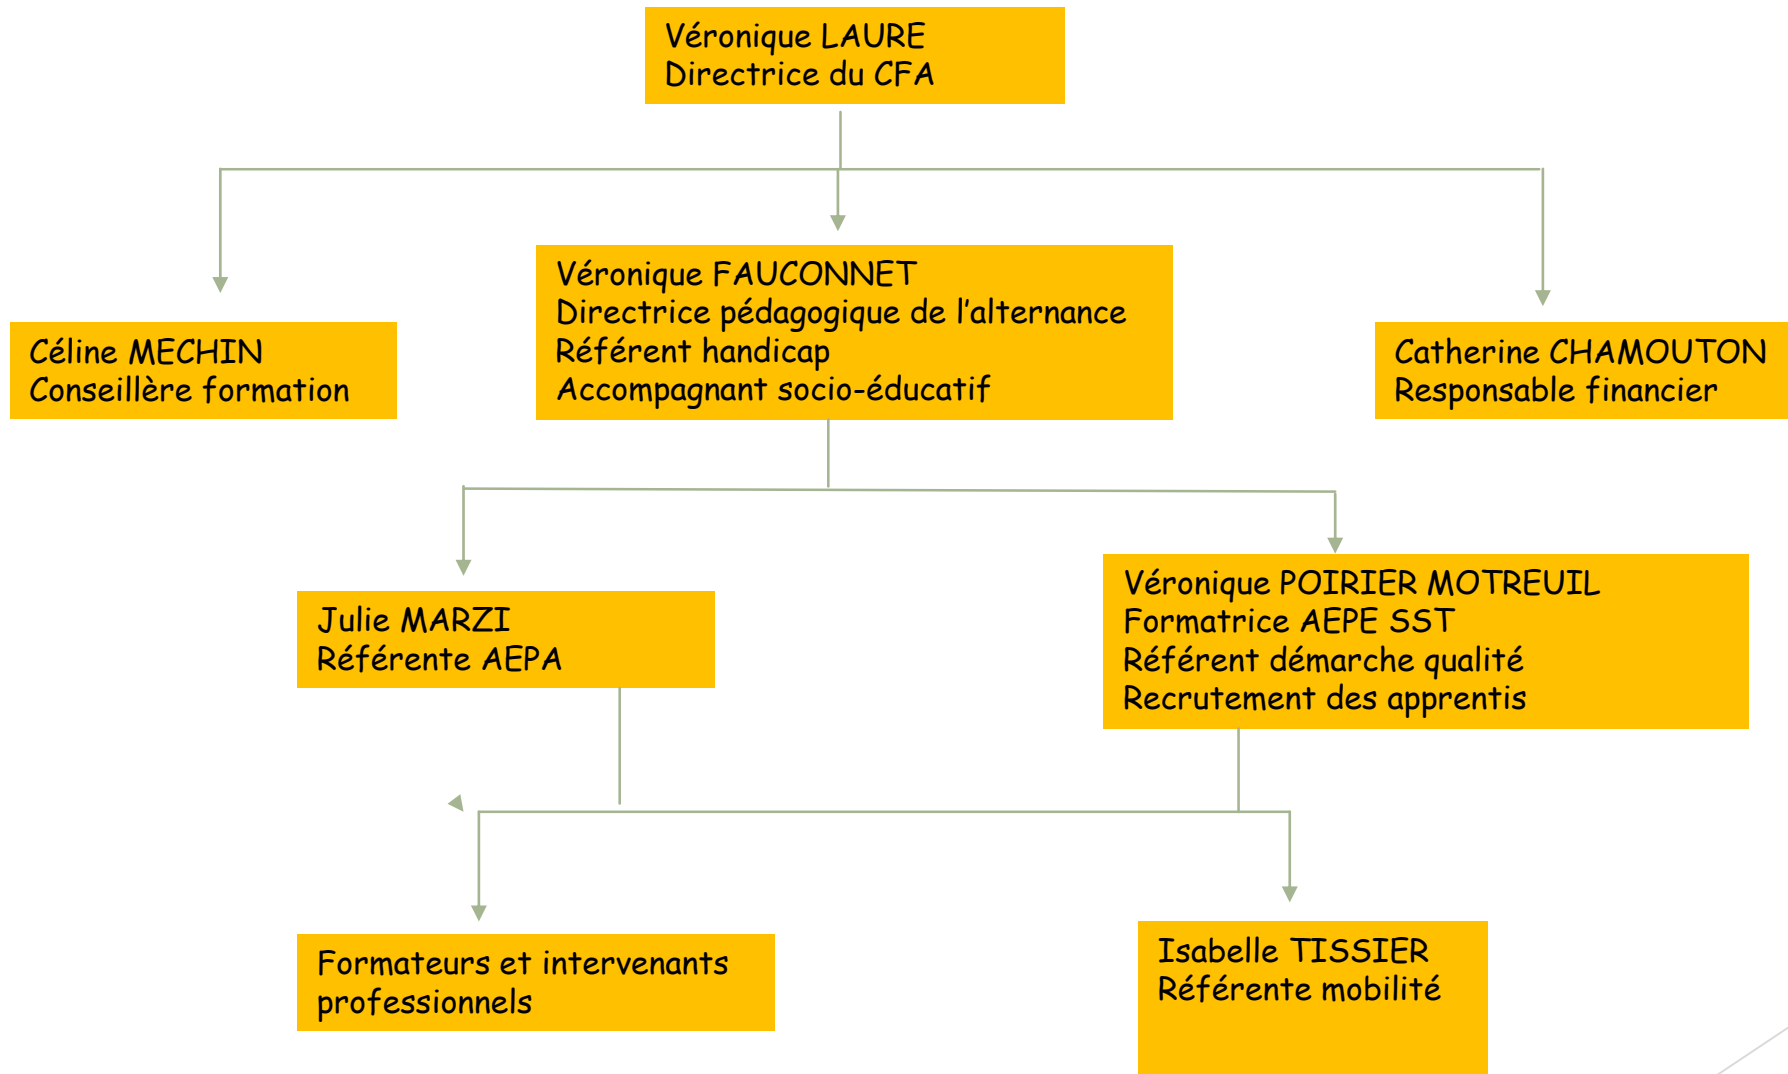 Véronique LAURE
Directrice du CFA
Véronique FAUCONNET
Directrice pédagogique de l'alternance
Référent handicap
Accompagnant socio-éducatif
Céline MECHIN
Conseillère formation
Catherine CHAMOUTON
Responsable financier
Julie MARZI
Référente AEPA
Véronique POIRIER MOTREUIL
Formatrice AEPE SST
Référent démarche qualité
Recrutement des apprentis
Formateurs et intervenants
professionnels
Isabelle TISSIER
Référente mobilité